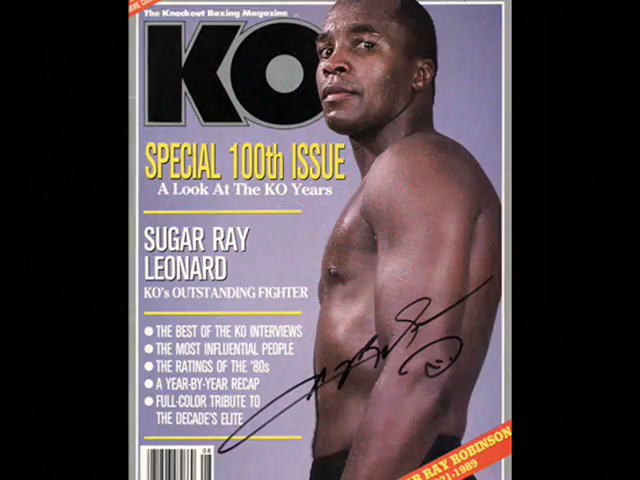 The Knockout Boxing Magazine
KO
SPECIAL 100th ISSUE
A Look At The KO Years
SUGAR RAY
LEONARD
KO's OUTSTANDING FIGHTER
● THE BEST OF THE KO INTERVIEWS
● THE MOST INFLUENTIAL PEOPLE
● THE RATINGS OF THE '80s
● A YEAR-BY-YEAR RECAP
● FULL-COLOR TRIBUTE TO
THE DECADE'S ELITE
08
RAY ROBINSON
1-1989